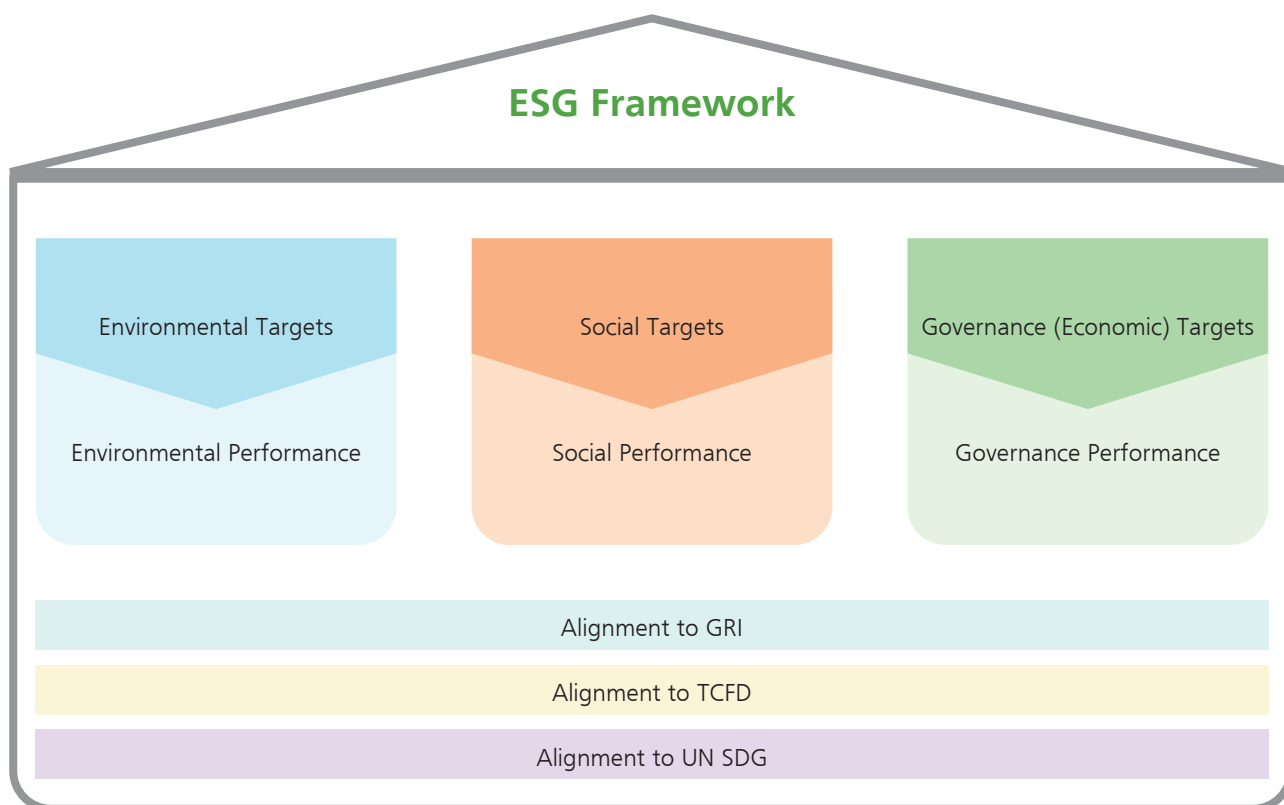 ESG Framework
Environmental Targets
Environmental Performance
Social Targets
Social Performance
Governance (Economic) Targets
Governance Performance
Alignment to GRI
Alignment to TCFD
Alignment to UN SDG